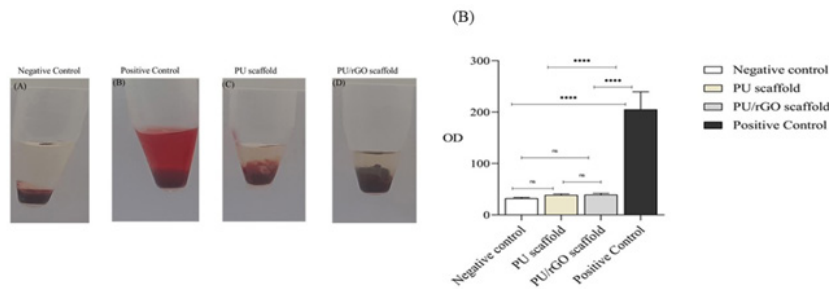 (B)
Negative Control
Positive Control
PU scaffold
PU/rGO scaffold
(A)
(B)
(C)
(D)
300
200
100
0
OD
****
****
****
ns
ns
ns
Negative control
PU scaffold
PU/rGO scaffold
Positive Control
Negative control
PU scaffold
PU/rGO scaffold
Positive Control